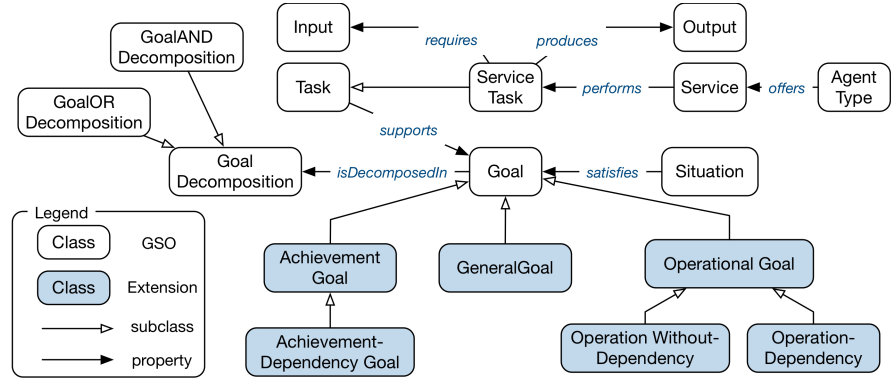 GoalAND
Decomposition
Input
requires
produces
Output
GoalOR
Decomposition
Task
Service
Task
performs
Service
offers
Agent
Type
supports
Goal
Decomposition
isDecomposedIn
Goal
satisfies
Situation
Legend
Class
GSO
Class
Extension
subclass
property
Achievement
Goal
GeneralGoal
Operational Goal
Achievement-
Dependency Goal
Operation Without-
Dependency
Operation-
Dependency